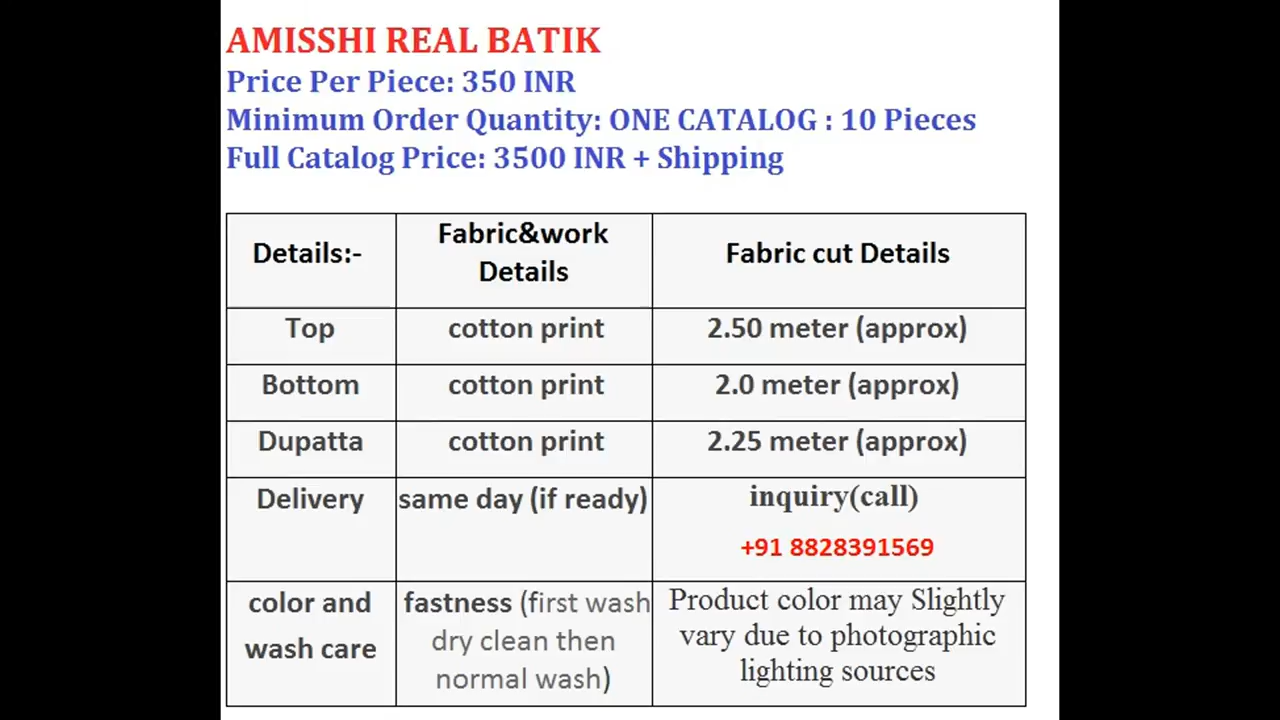 AMISSHI REAL BATIK
Price Per Piece: 350 INR
Minimum Order Quantity: ONE CATALOG : 10 Pieces
Full Catalog Price: 3500 INR + Shipping
Details:-
Fabric&work
Details
Fabric cut Details
Top
cotton print
2.50 meter (approx)
Bottom
cotton print
2.0 meter (approx)
Dupatta
cotton print
2.25 meter (approx)
Delivery
same day (if ready)
inquiry(call)
+91 8828391569
color and
wash care
fastness (first wash
dry clean then
normal wash)
Product color may Slightly
vary due to photographic
lighting sources